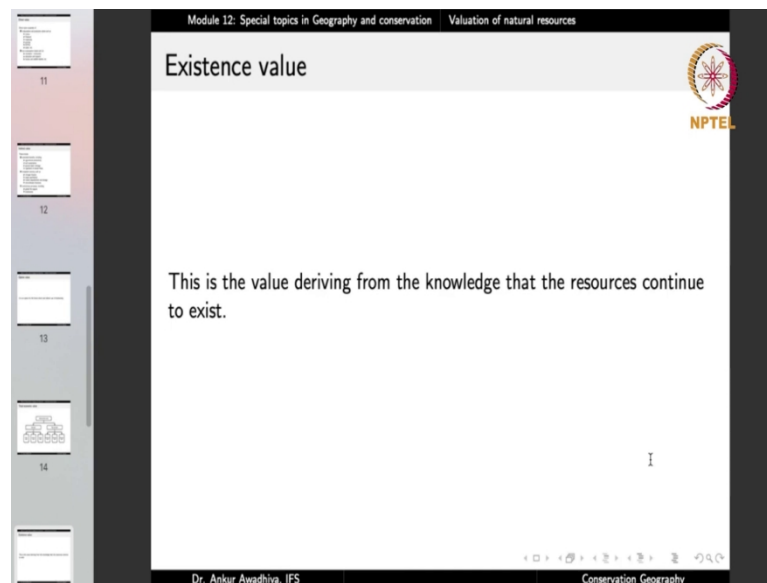 Module 12: Special topics in Geography and conservation Valuation of natural resources
Existence value
NPTEL
This is the value deriving from the knowledge that the resources continue
to exist.
11
12
13
14
Dr. Ankur Awadhiya, IFS Conservation Geography